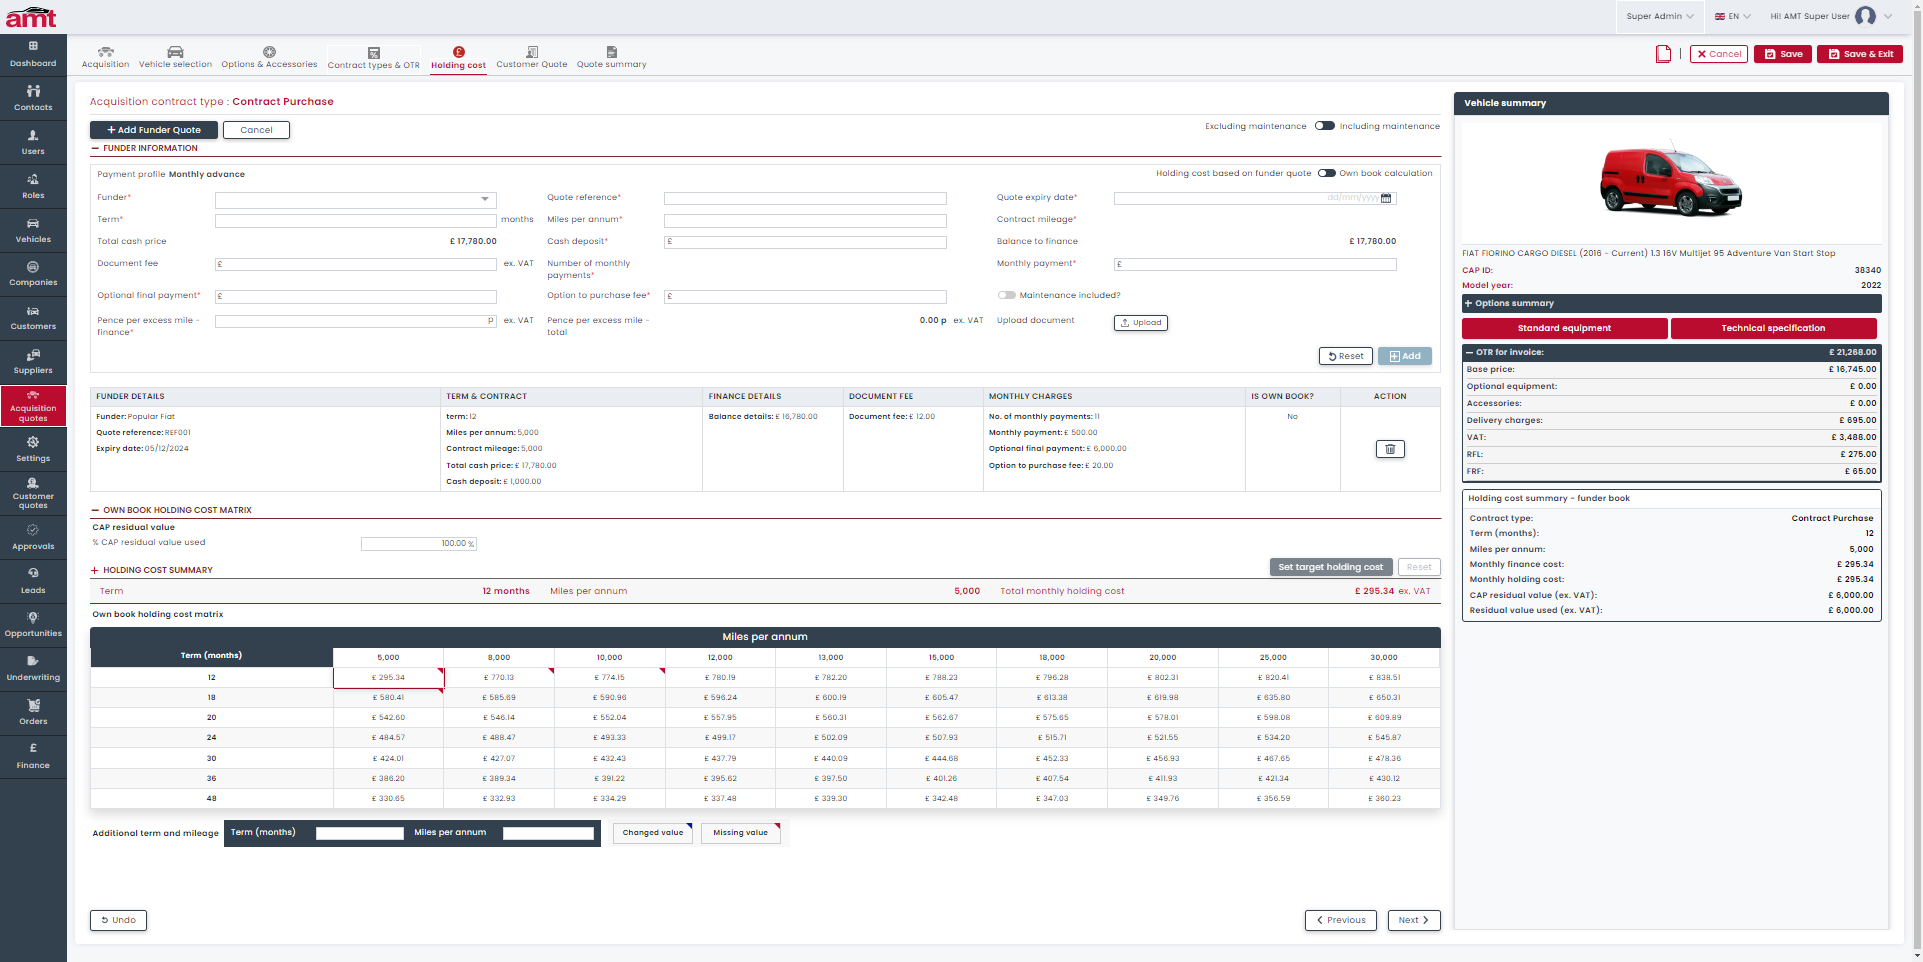 amt
Super Admin
EN
Hi! AMT Super User
Dashboard
Contacts
Users
Roles
Vehicles
Companies
Customers
Suppliers
Acquisition quotes
Settings
Customer quotes
Approvals
Leads
Opportunities
Underwriting
Orders
Finance
Acquisition
Vehicle selection
Options & Accessories
Contract types & OTR
Holding cost
Customer Quote
Quote summary
Cancel
Save
Save & Exit
Acquisition contract type : Contract Purchase
+ Add Funder Quote
Cancel
Excluding maintenance
Including maintenance
FUNDER INFORMATION
Payment profile Monthly advance
Holding cost based on funder quote
Own book calculation
Funder*
Quote reference*
Quote expiry date* dd/mm/yyyy
Term* months
Miles per annum*
Contract mileage*
Total cash price £ 17,780.00
Cash deposit* £
Balance to finance £ 17,780.00
Document fee £ ex. VAT
Number of monthly payments*
Monthly payment* £
Optional final payment* £
Option to purchase fee* £
Maintenance included?
Pence per excess mile - finance* p ex. VAT
Pence per excess mile - total 0.00 p ex. VAT
Upload document Upload
Reset
Add
FUNDER DETAILS TERM & CONTRACT FINANCE DETAILS DOCUMENT FEE MONTHLY CHARGES IS OWN BOOK? ACTION
Funder: Popular Fiat
Quote reference: REF001
Expiry date: 05/12/2024
term: 12
Miles per annum: 5,000
Contract mileage: 5,000
Total cash price: £ 17,780.00
Cash deposit: £ 1,000.00
Balance details: £ 16,780.00
Document fee: £ 12.00
No. of monthly payments: 11
Monthly payment: £ 500.00
Optional final payment: £ 6,000.00
Option to purchase fee: £ 20.00
No
OWN BOOK HOLDING COST MATRIX
CAP residual value
% CAP residual value used 100.00 %
+ HOLDING COST SUMMARY
Set target holding cost
Reset
Term 12 months Miles per annum 5,000 Total monthly holding cost £ 295.34 ex. VAT
Own book holding cost matrix
Miles per annum
Term (months) 5,000 8,000 10,000 12,000 13,000 15,000 18,000 20,000 25,000 30,000
12 £ 295.34 £ 770.13 £ 774.15 £ 780.19 £ 782.20 £ 788.23 £ 796.28 £ 802.31 £ 820.41 £ 838.51
18 £ 580.41 £ 585.69 £ 590.96 £ 596.24 £ 600.19 £ 605.47 £ 613.38 £ 619.98 £ 635.80 £ 650.31
20 £ 542.60 £ 546.14 £ 552.04 £ 557.95 £ 560.31 £ 562.67 £ 575.65 £ 578.01 £ 598.08 £ 609.89
24 £ 484.57 £ 488.47 £ 493.33 £ 499.17 £ 502.09 £ 507.93 £ 515.71 £ 521.55 £ 534.20 £ 545.87
30 £ 424.01 £ 427.07 £ 432.43 £ 437.79 £ 440.09 £ 444.68 £ 452.33 £ 456.93 £ 467.65 £ 478.36
36 £ 386.20 £ 389.34 £ 391.22 £ 395.62 £ 397.50 £ 401.26 £ 407.54 £ 411.93 £ 421.34 £ 430.12
48 £ 330.65 £ 332.93 £ 334.29 £ 337.48 £ 339.30 £ 342.48 £ 347.03 £ 349.76 £ 356.59 £ 360.23
Additional term and mileage Term (months) Miles per annum
Changed value
Missing value
Undo
Previous
Next
Vehicle summary
FIAT FIORINO CARGO DIESEL (2016 - Current) 1.3 16V Multijet 95 Adventure Van Start Stop
CAP ID: 38340
Model year: 2022
+ Options summary
Standard equipment
Technical specification
OTR for invoice: £ 21,268.00
Base price: £ 16,745.00
Optional equipment: £ 0.00
Accessories: £ 0.00
Delivery charges: £ 695.00
VAT: £ 3,488.00
RFL: £ 275.00
FRF: £ 65.00
Holding cost summary - funder book
Contract type: Contract Purchase
Term (months): 12
Miles per annum: 5,000
Monthly finance cost: £ 295.34
Monthly holding cost: £ 295.34
CAP residual value (ex. VAT): £ 6,000.00
Residual value used (ex. VAT): £ 6,000.00